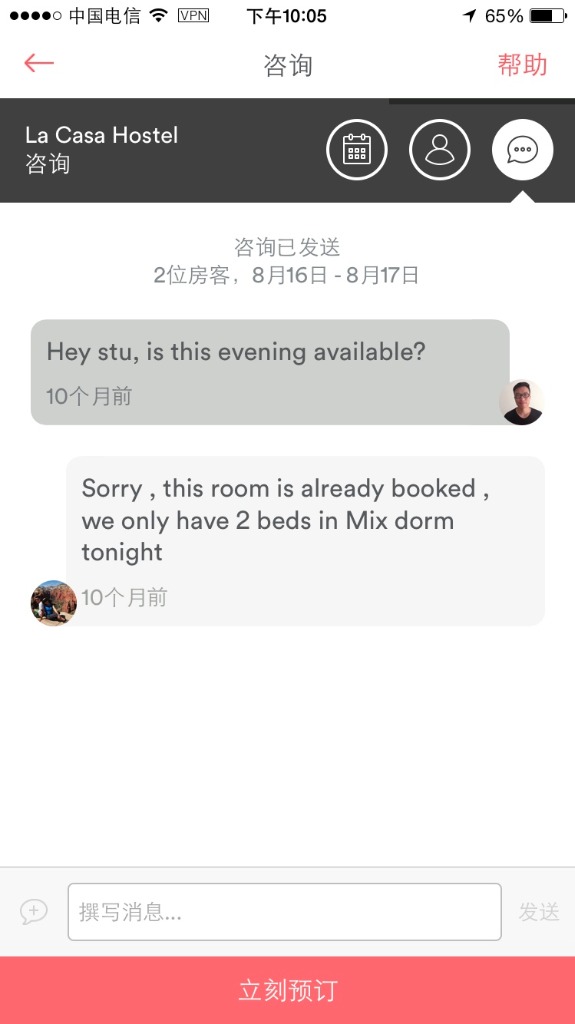 中国电信 VPN 下午10:05 65%
咨询 帮助
La Casa Hostel
咨询
咨询已发送
2位房客，8月16日 - 8月17日
Hey stu, is this evening available?
10个月前
Sorry , this room is already booked ,
we only have 2 beds in Mix dorm
tonight
10个月前
撰写消息... 发送
立刻预订